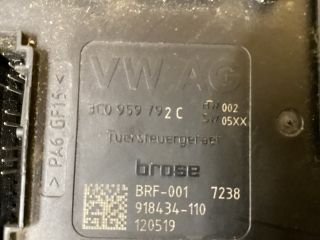 VW AG
3C0 959 792 C
HW 002
SW 05XX
Tuersteuergeraet
brose
BRF-001 7238
918434-110
120519
>PA6 GF15<